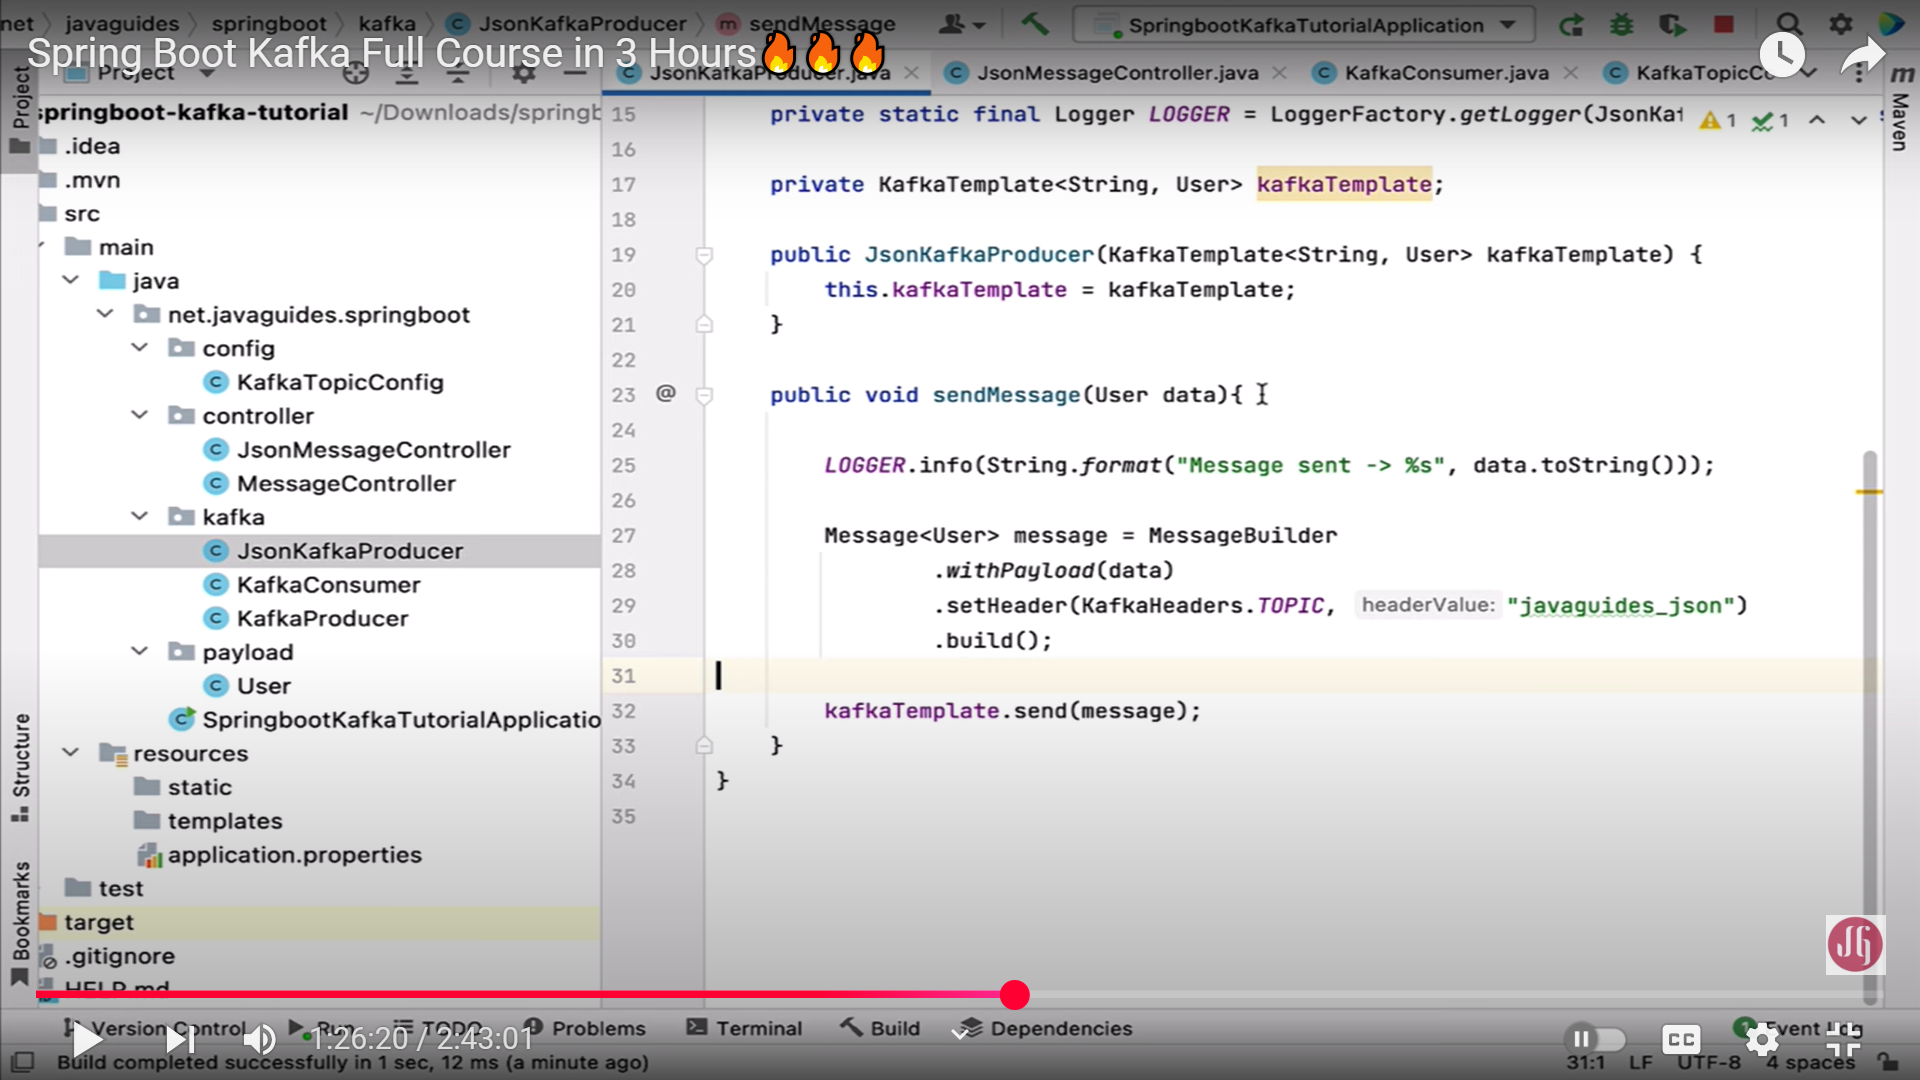 net javaguides springboot kafka JsonKafkaProducer sendMessage SpringbootKafkaTutorialApplication
Spring Boot Kafka Full Course in 3 Hours🔥🔥🔥
Project
JsonKafkaProducer.java JsonMessageController.java KafkaConsumer.java KafkaTopicCo
Project
springboot-kafka-tutorial ~/Downloads/springb
.idea
.mvn
src
main
java
net.javaguides.springboot
config
KafkaTopicConfig
controller
JsonMessageController
MessageController
kafka
JsonKafkaProducer
KafkaConsumer
KafkaProducer
payload
User
SpringbootKafkaTutorialApplicatio
resources
static
templates
application.properties
test
target
.gitignore
HELP.md
Structure
Bookmarks
15 private static final Logger LOGGER = LoggerFactory.getLogger(JsonKaf
1 1
16
17 private KafkaTemplate<String, User> kafkaTemplate;
18
19 public JsonKafkaProducer(KafkaTemplate<String, User> kafkaTemplate) {
20 this.kafkaTemplate = kafkaTemplate;
21 }
22
23 @ public void sendMessage(User data){
24
25 LOGGER.info(String.format("Message sent -> %s", data.toString()));
26
27 Message<User> message = MessageBuilder
28 .withPayload(data)
29 .setHeader(KafkaHeaders.TOPIC, headerValue: "javaguides_json")
30 .build();
31
32 kafkaTemplate.send(message);
33 }
34 }
35
m
Maven
JG
Version Control Run TODO Problems Terminal Build Dependencies Event Log
1:26:20 / 2:43:01
CC
Build completed successfully in 1 sec, 12 ms (a minute ago)
31:1 LF UTF-8 4 spaces